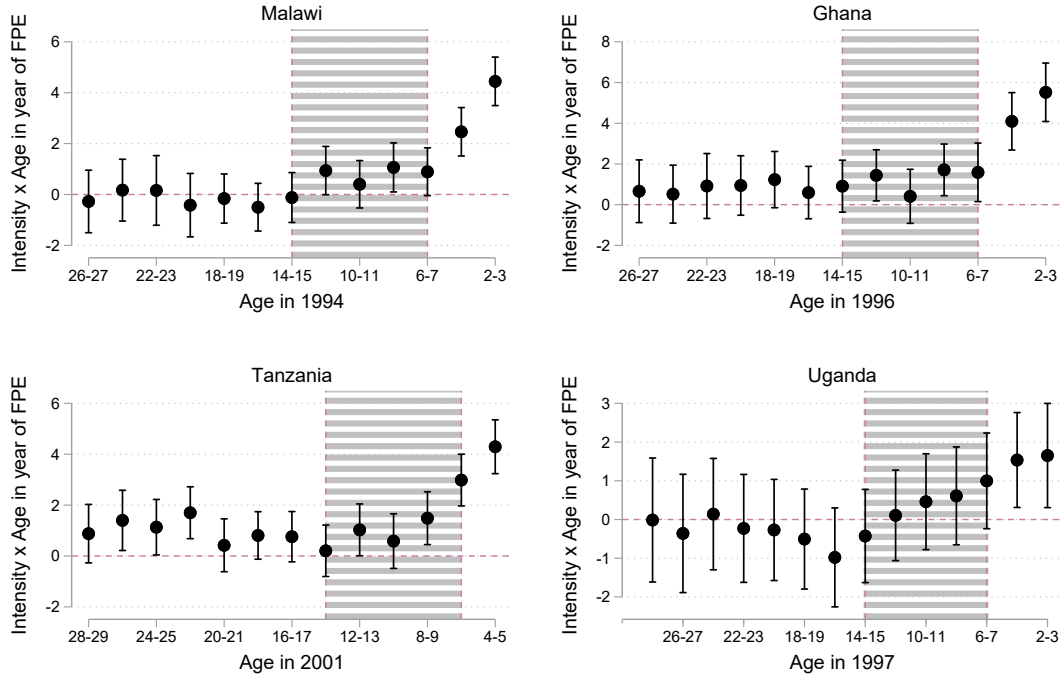 Malawi
Intensity x Age in year of FPE
6
4
2
0
-2
26-27 22-23 18-19 14-15 10-11 6-7 2-3
Age in 1994
Ghana
Intensity x Age in year of FPE
8
6
4
2
0
-2
26-27 22-23 18-19 14-15 10-11 6-7 2-3
Age in 1996
Tanzania
Intensity x Age in year of FPE
6
4
2
0
-2
28-29 24-25 20-21 16-17 12-13 8-9 4-5
Age in 2001
Uganda
Intensity x Age in year of FPE
3
2
1
0
-1
-2
26-27 22-23 18-19 14-15 10-11 6-7 2-3
Age in 1997